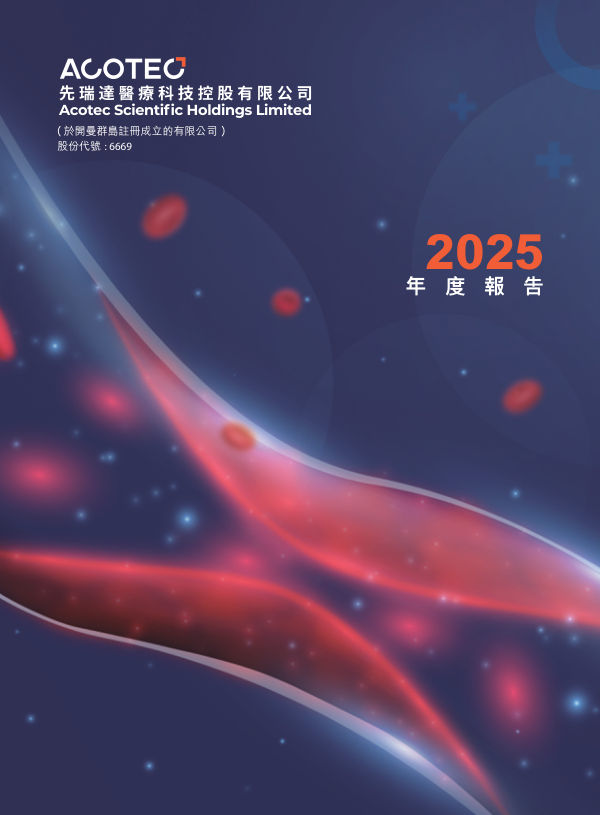 ACOTEC
先瑞達醫療科技控股有限公司
Acotec Scientific Holdings Limited
(於開曼群島註冊成立的有限公司)
股份代號 : 6669
2025
年度報告